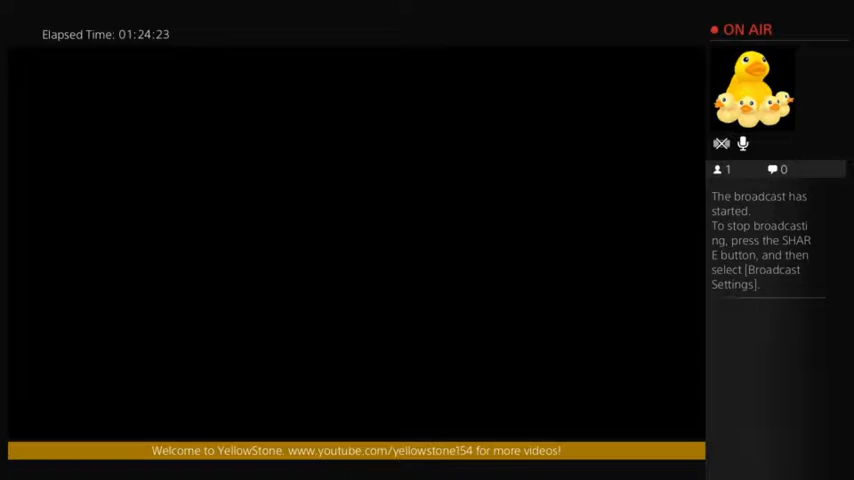 Elapsed Time: 01:24:23
ON AIR
1 0
The broadcast has
started.
To stop broadcasti
ng, press the SHAR
E button, and then
select [Broadcast
Settings].
Welcome to YellowStone. www.youtube.com/yellowstone154 for more videos!